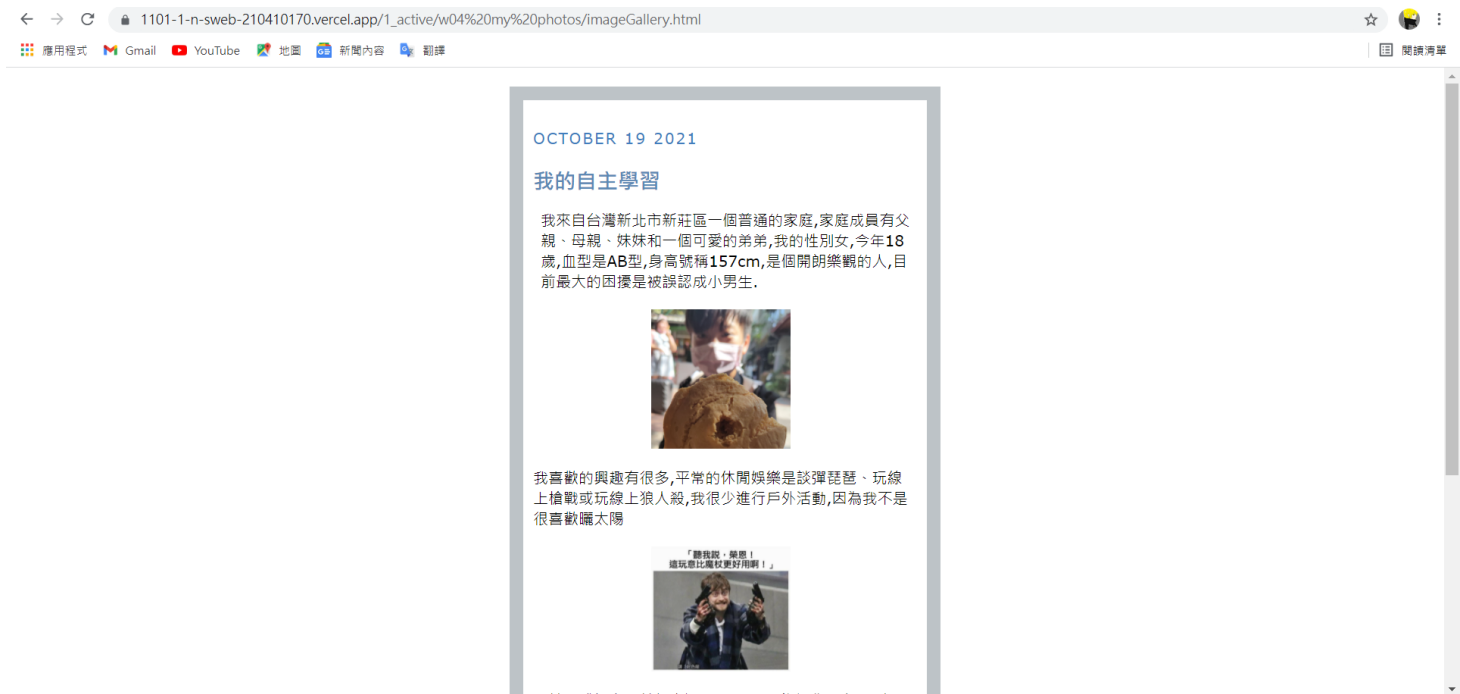 1101-1-n-sweb-210410170.vercel.app/1_active/w04%20my%20photos/imageGallery.html
應用程式 Gmail YouTube 地圖 新聞內容 翻譯 閱讀清單
OCTOBER 19 2021
我的自主學習
我來自台灣新北市新莊區一個普通的家庭,家庭成員有父
親、母親、妹妹和一個可愛的弟弟,我的性別女,今年18
歲,血型是AB型,身高號稱157cm,是個開朗樂觀的人,目
前最大的困擾是被誤認成小男生.
我喜歡的興趣有很多,平常的休閒娛樂是談彈琵琶、玩線
上槍戰或玩線上狼人殺,我很少進行戶外活動,因為我不是
很喜歡曬太陽
「聽我說，榮恩！
這玩意比魔杖更好用啊！」